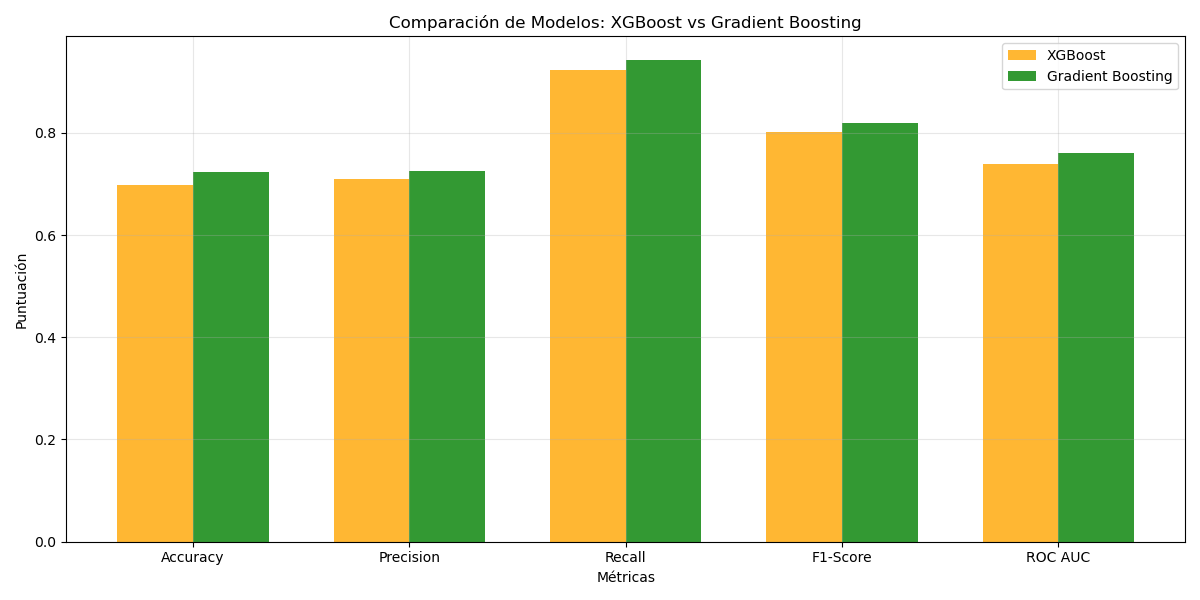 Comparación de Modelos: XGBoost vs Gradient Boosting
XGBoost
Gradient Boosting
Puntuación
0.8
0.6
0.4
0.2
0.0
Accuracy
Precision
Recall
F1-Score
ROC AUC
Métricas